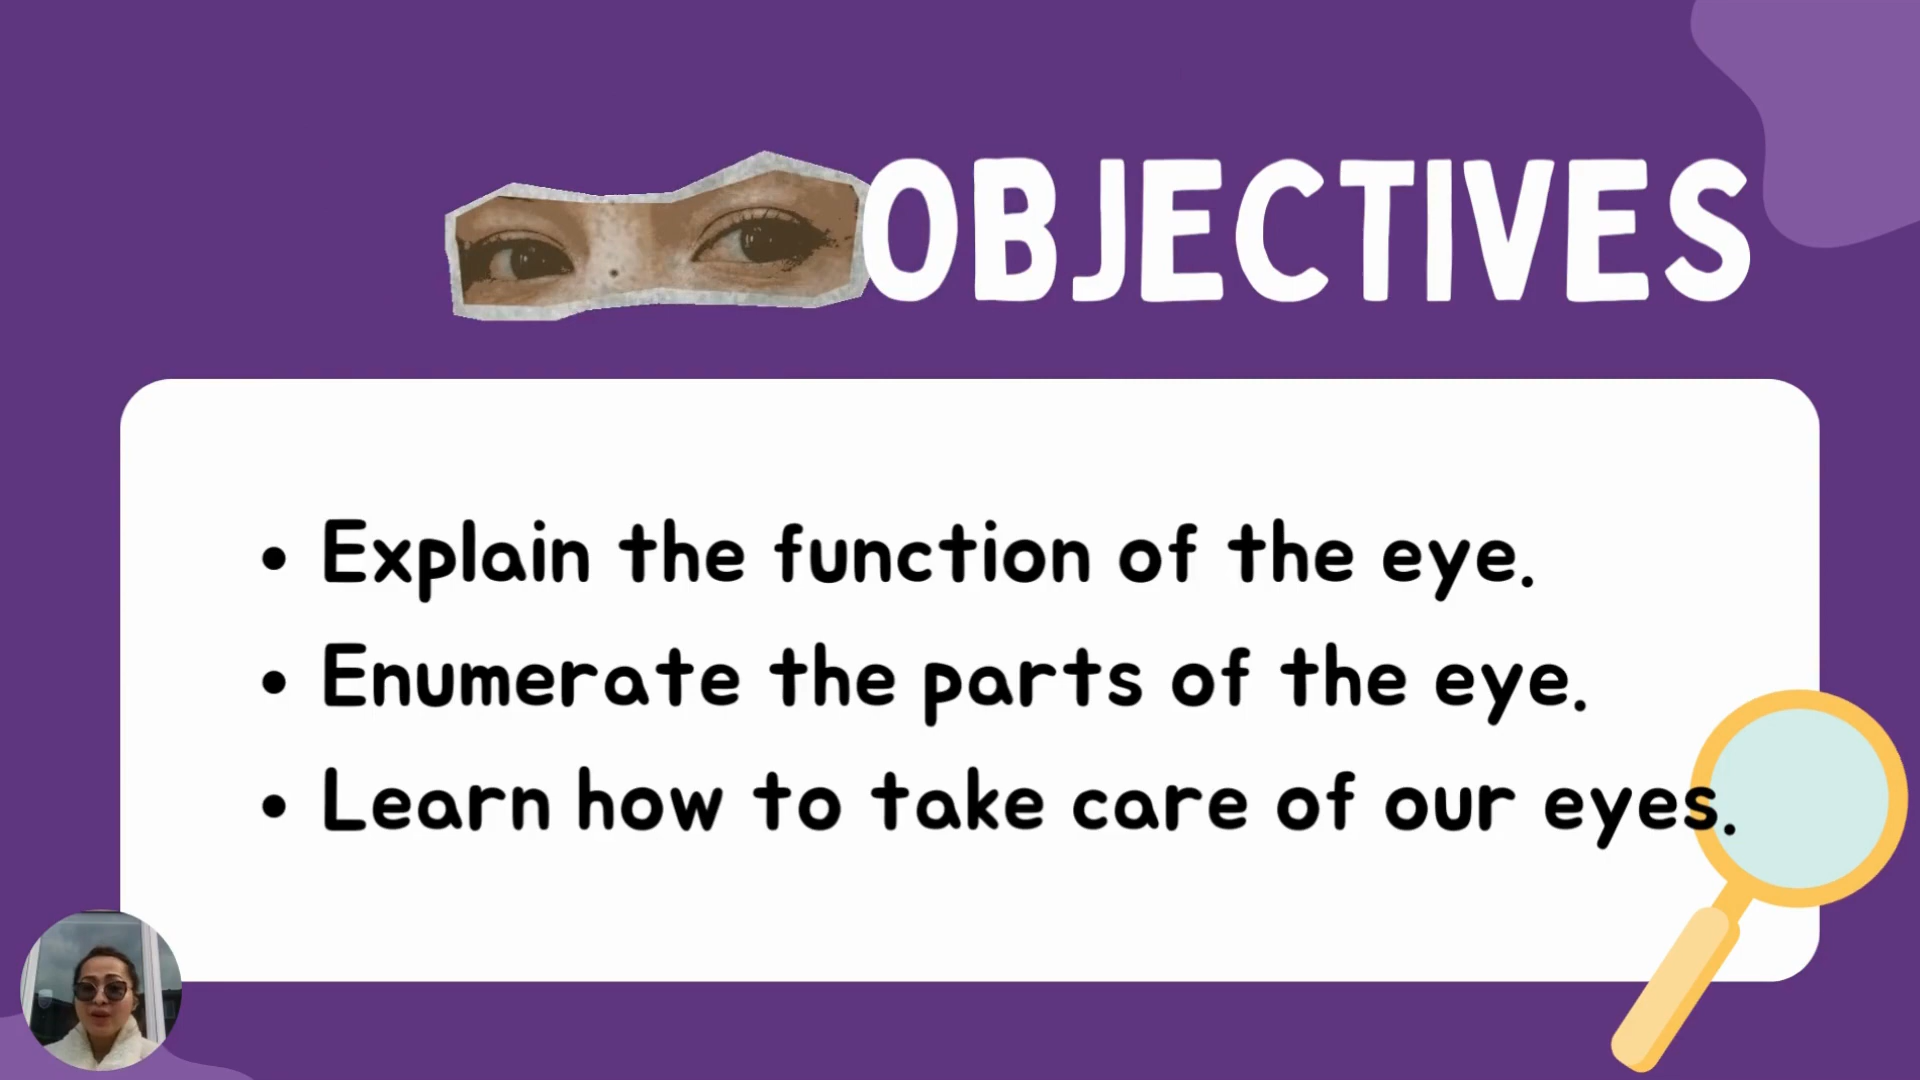 OBJECTIVES
• Explain the function of the eye.
• Enumerate the parts of the eye.
• Learn how to take care of our eyes.